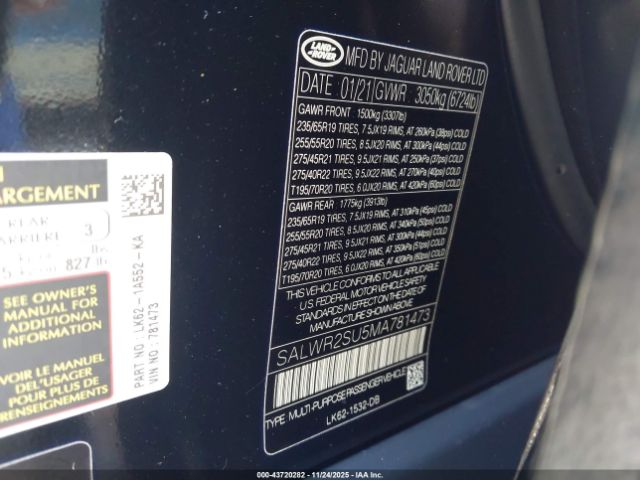 LAND
ROVER
MFD BY JAGUAR LAND ROVER LTD
DATE : 01/21 GVWR : 3050kg (6724lb)
GAWR FRONT : 1500kg (3307lb)
235/65R19 TIRES, 7.5JX19 RIMS, AT 260kPa (38psi) COLD
255/55R20 TIRES, 8.5JX20 RIMS, AT 300kPa (44psi) COLD
275/45R21 TIRES, 9.5JX21 RIMS, AT 250kPa (37psi) COLD
275/40R22 TIRES, 9.5JX22 RIMS, AT 270kPa (40psi) COLD
T195/70R20 TIRES, 6.0JX20 RIMS, AT 420kPa (60psi) COLD
GAWR REAR : 1775kg (3913lb)
235/65R19 TIRES, 7.5JX19 RIMS, AT 310kPa (45psi) COLD
255/55R20 TIRES, 8.5JX20 RIMS, AT 340kPa (50psi) COLD
275/45R21 TIRES, 9.5JX21 RIMS, AT 300kPa (44psi) COLD
275/40R22 TIRES, 9.5JX22 RIMS, AT 350kPa (51psi) COLD
T195/70R20 TIRES, 6.0JX20 RIMS, AT 420kPa (60psi) COLD
THIS VEHICLE CONFORMS TO ALL APPLICABLE
U.S. FEDERAL MOTOR VEHICLE SAFETY
STANDARDS IN EFFECT ON THE DATE OF
MANUFACTURE SHOWN ABOVE.
SALWR2SU5MA781473
TYPE: MULTI-PURPOSE PASSENGER VEHICLE
LK62-1532-DB
ARGEMENT
REAR
ARRIERE 3
827 lb
SEE OWNER'S
MANUAL FOR
ADDITIONAL
INFORMATION
VOIR LE MANUEL
DEL'USAGER
POUR PLUS DE
PART NO : LK62-1A552-KA
VIN NO : 781473
00-43720282 - 11/24/2025 - IAAI.COM